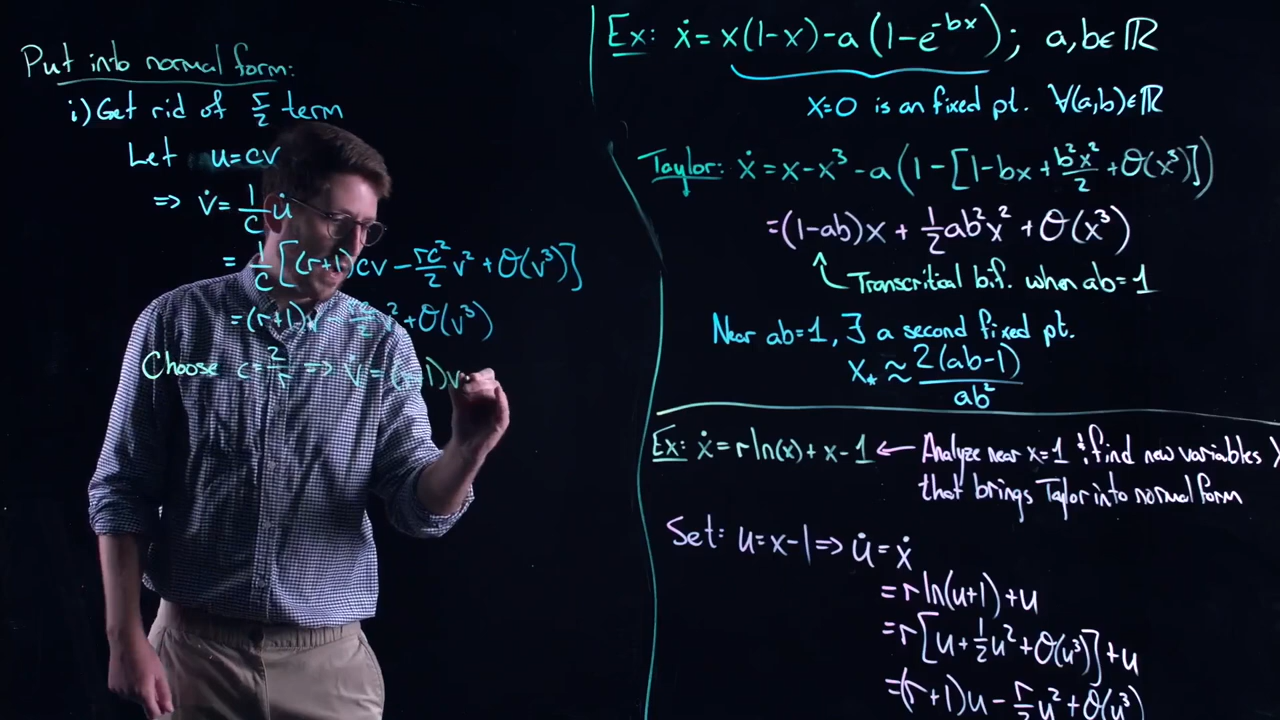 Put into normal form:
i) Get rid of r/2 term
Let u=cv
⇒ v̇ = 1/c u̇
= 1/c [(r+1)cv − rc²/2 v² + O(v³)]
=(r+1)v v² + O(v³)
Choose c = 2/r ⇒ v̇ = 1)v
Ex: ẋ = x(1-x) - a(1-e^{-bx}); a,b∈ℝ
x=0 is an fixed pt. ∀(a,b)∈ℝ
Taylor: ẋ = x - x³ - a(1-[1-bx + b²x²/2 + O(x³)])
=(1-ab)x + ½ab²x² + O(x³)
Transcritical bif. when ab=1
Near ab=1, ∃ a second fixed pt.
x* ≈ 2(ab-1)/ab²
Ex: ẋ = r ln(x) + x - 1 ← Analyze near x=1 & find new variables
that brings Taylor into normal form
Set: u = x-1 ⇒ u̇ = ẋ
= r ln(u+1) + u
= r[u + ½u² + O(u³)] + u
=(r+1)u - r/2 u² + O(u³)